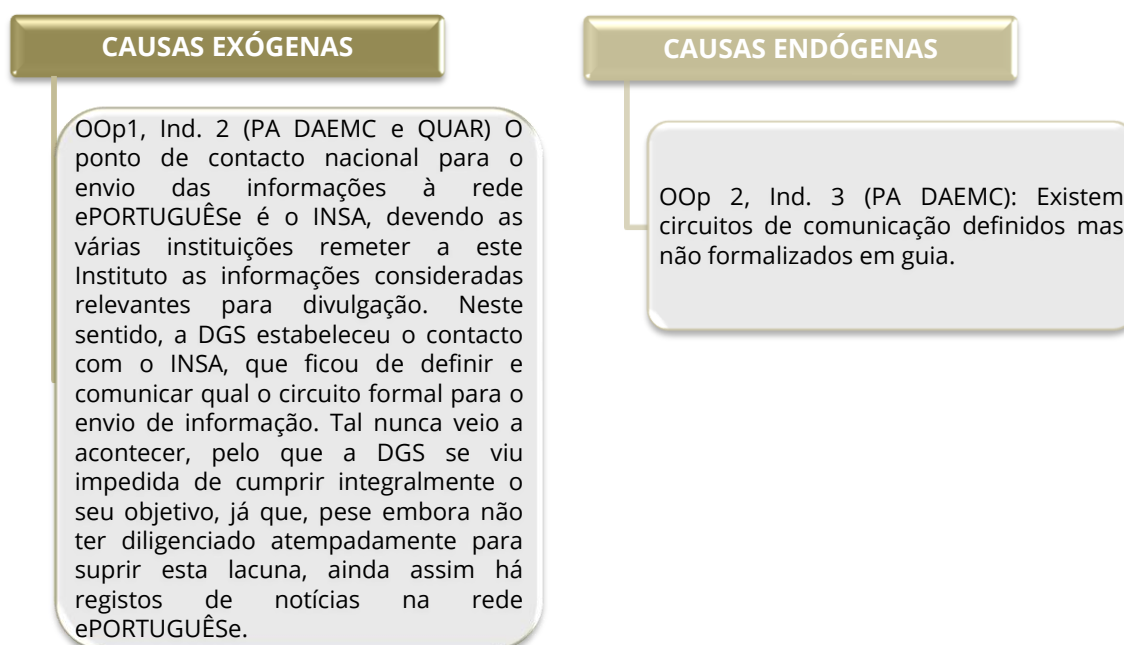 CAUSAS EXÓGENAS
OOp1, Ind. 2 (PA DAEMC e QUAR) O
ponto de contacto nacional para o
envio das informações à rede
ePORTUGUÊSe é o INSA, devendo as
várias instituições remeter a este
Instituto as informações consideradas
relevantes para divulgação. Neste
sentido, a DGS estabeleceu o contacto
com o INSA, que ficou de definir e
comunicar qual o circuito formal para o
envio de informação. Tal nunca veio a
acontecer, pelo que a DGS se viu
impedida de cumprir integralmente o
seu objetivo, já que, pese embora não
ter diligenciado atempadamente para
suprir esta lacuna, ainda assim há
registos de notícias na rede
ePORTUGUÊSe.
CAUSAS ENDÓGENAS
OOp 2, Ind. 3 (PA DAEMC): Existem
circuitos de comunicação definidos mas
não formalizados em guia.